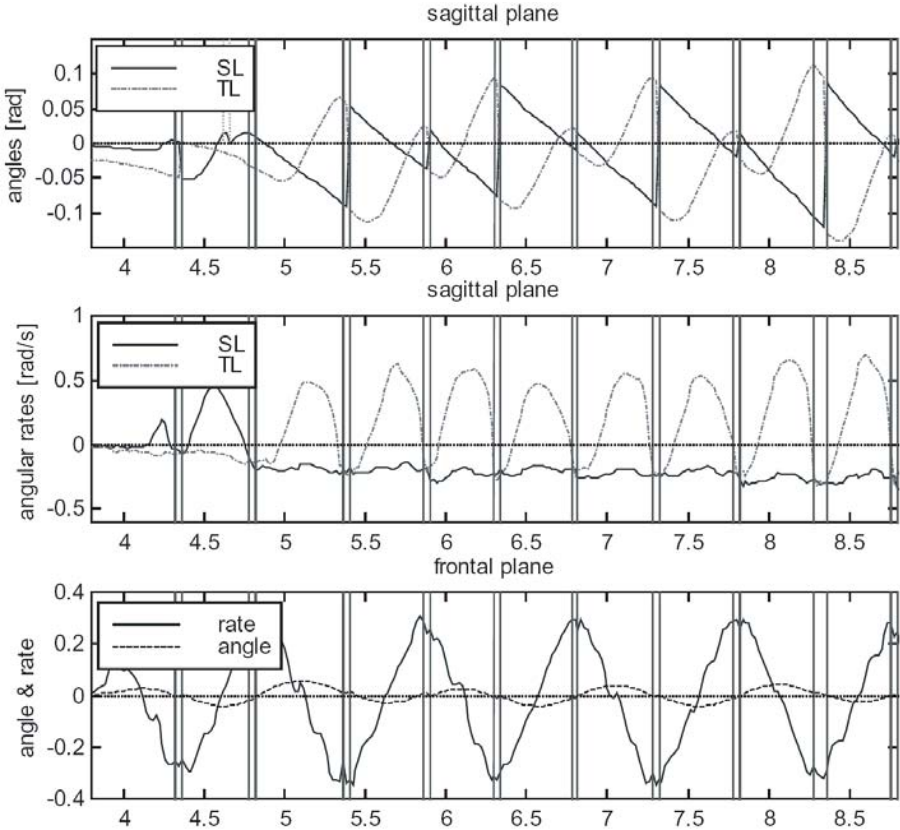 sagittal plane
angles [rad]
SL
TL
0.1
0.05
0
-0.05
-0.1
4 4.5 5 5.5 6 6.5 7 7.5 8 8.5
sagittal plane
angular rates [rad/s]
SL
TL
1
0.5
0
-0.5
4 4.5 5 5.5 6 6.5 7 7.5 8 8.5
frontal plane
angle & rate
rate
angle
0.4
0.2
0
-0.2
-0.4
4 4.5 5 5.5 6 6.5 7 7.5 8 8.5